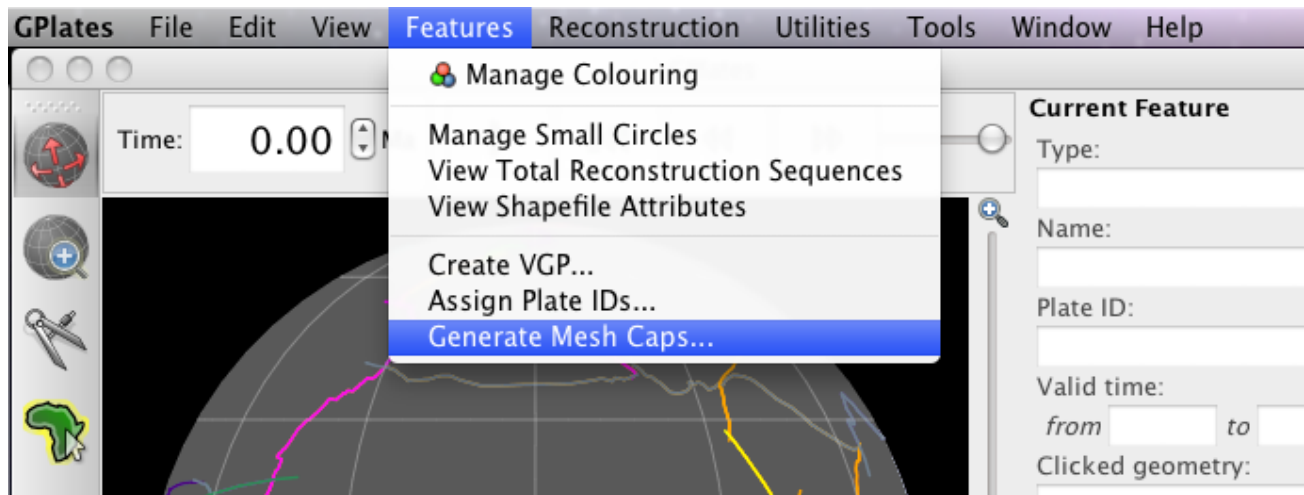 GPlates File Edit View Features Reconstruction Utilities Tools Window Help
Manage Colouring
Manage Small Circles
View Total Reconstruction Sequences
View Shapefile Attributes
Create VGP...
Assign Plate IDs...
Generate Mesh Caps...
Time: 0.00
Current Feature
Type:
Name:
Plate ID:
Valid time:
from to
Clicked geometry: